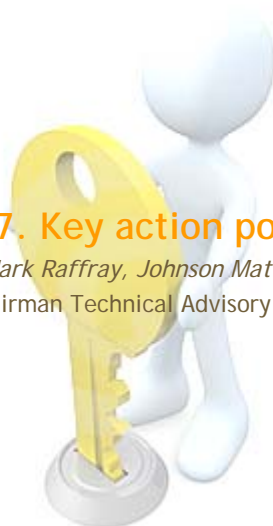 7. Key action po
ark Raffray, Johnson Mat
irman Technical Advisory